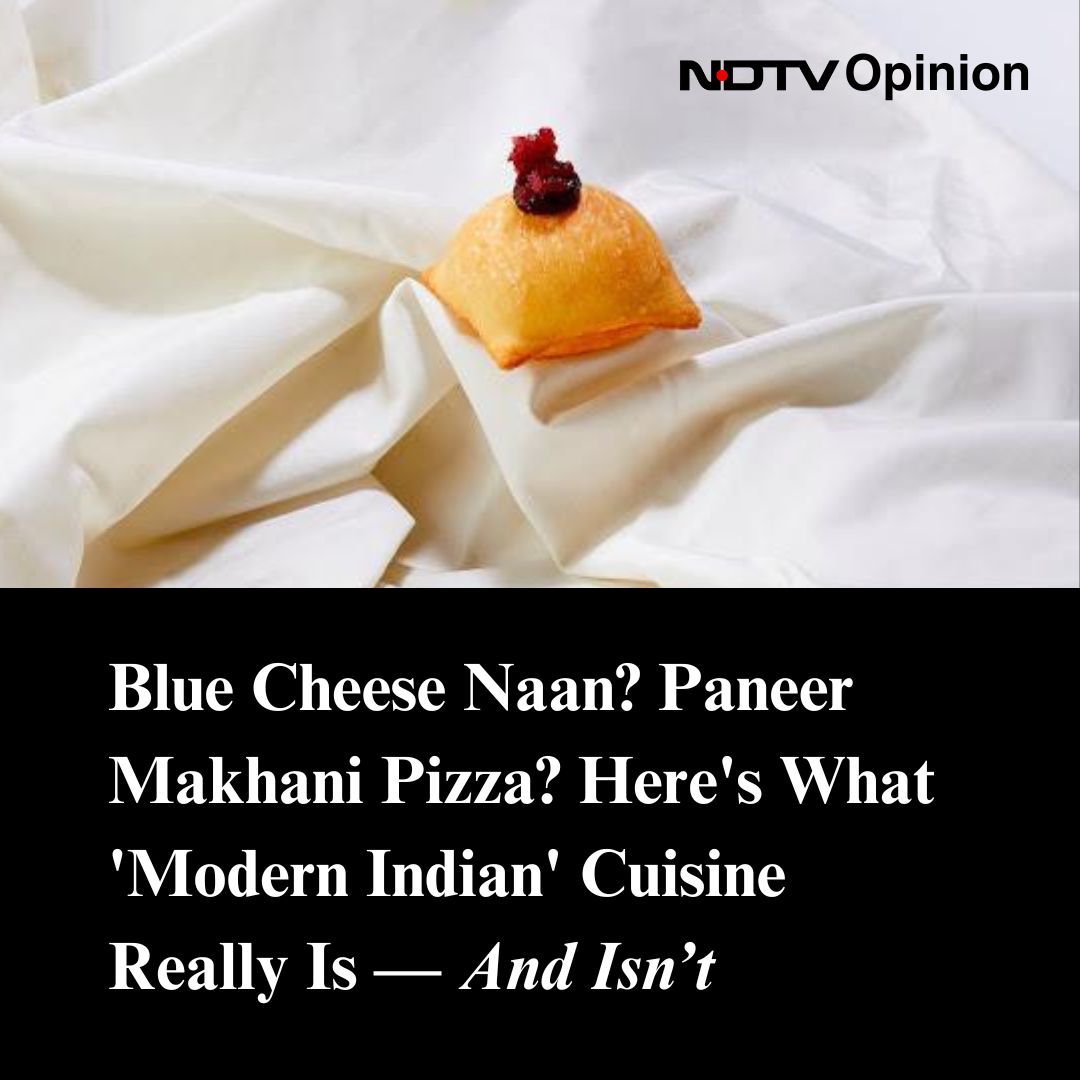 NDTV Opinion
Blue Cheese Naan? Paneer
Makhani Pizza? Here's What
'Modern Indian' Cuisine
Really Is — And Isn’t